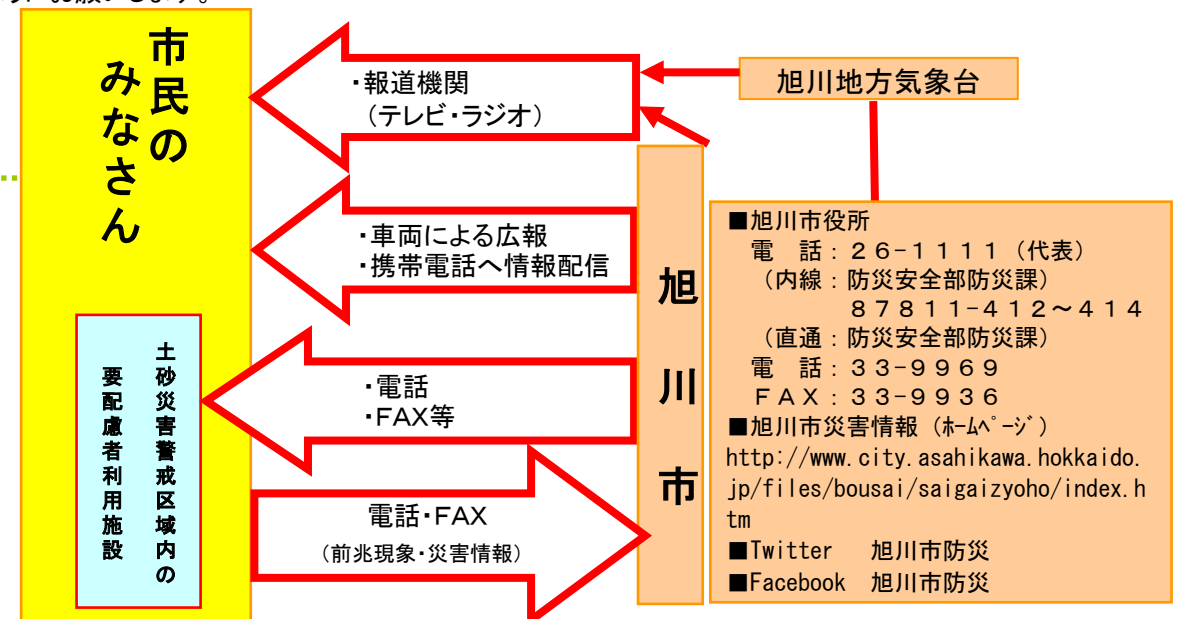 市民の
みなさん
・報道機関
（テレビ・ラジオ）
旭川地方気象台
・車両による広報
・携帯電話へ情報配信
旭川市
■旭川市役所
電　話：２６-１１１１（代表）
（内線：防災安全部防災課）
８７８１１-４１２～４１４
（直通：防災安全部防災課）
電　話：３３-９９６９
ＦＡＸ：３３-９９３６
■旭川市災害情報（ﾎｰﾑﾍﾟｰｼﾞ）
http://www.city.asahikawa.hokkaido.
jp/files/bousai/saigaizyoho/index.h
tm
■Twitter　旭川市防災
■Facebook　旭川市防災
土砂災害警戒区域内の
要配慮者利用施設
・電話
・FAX等
電話・FAX
（前兆現象・災害情報）